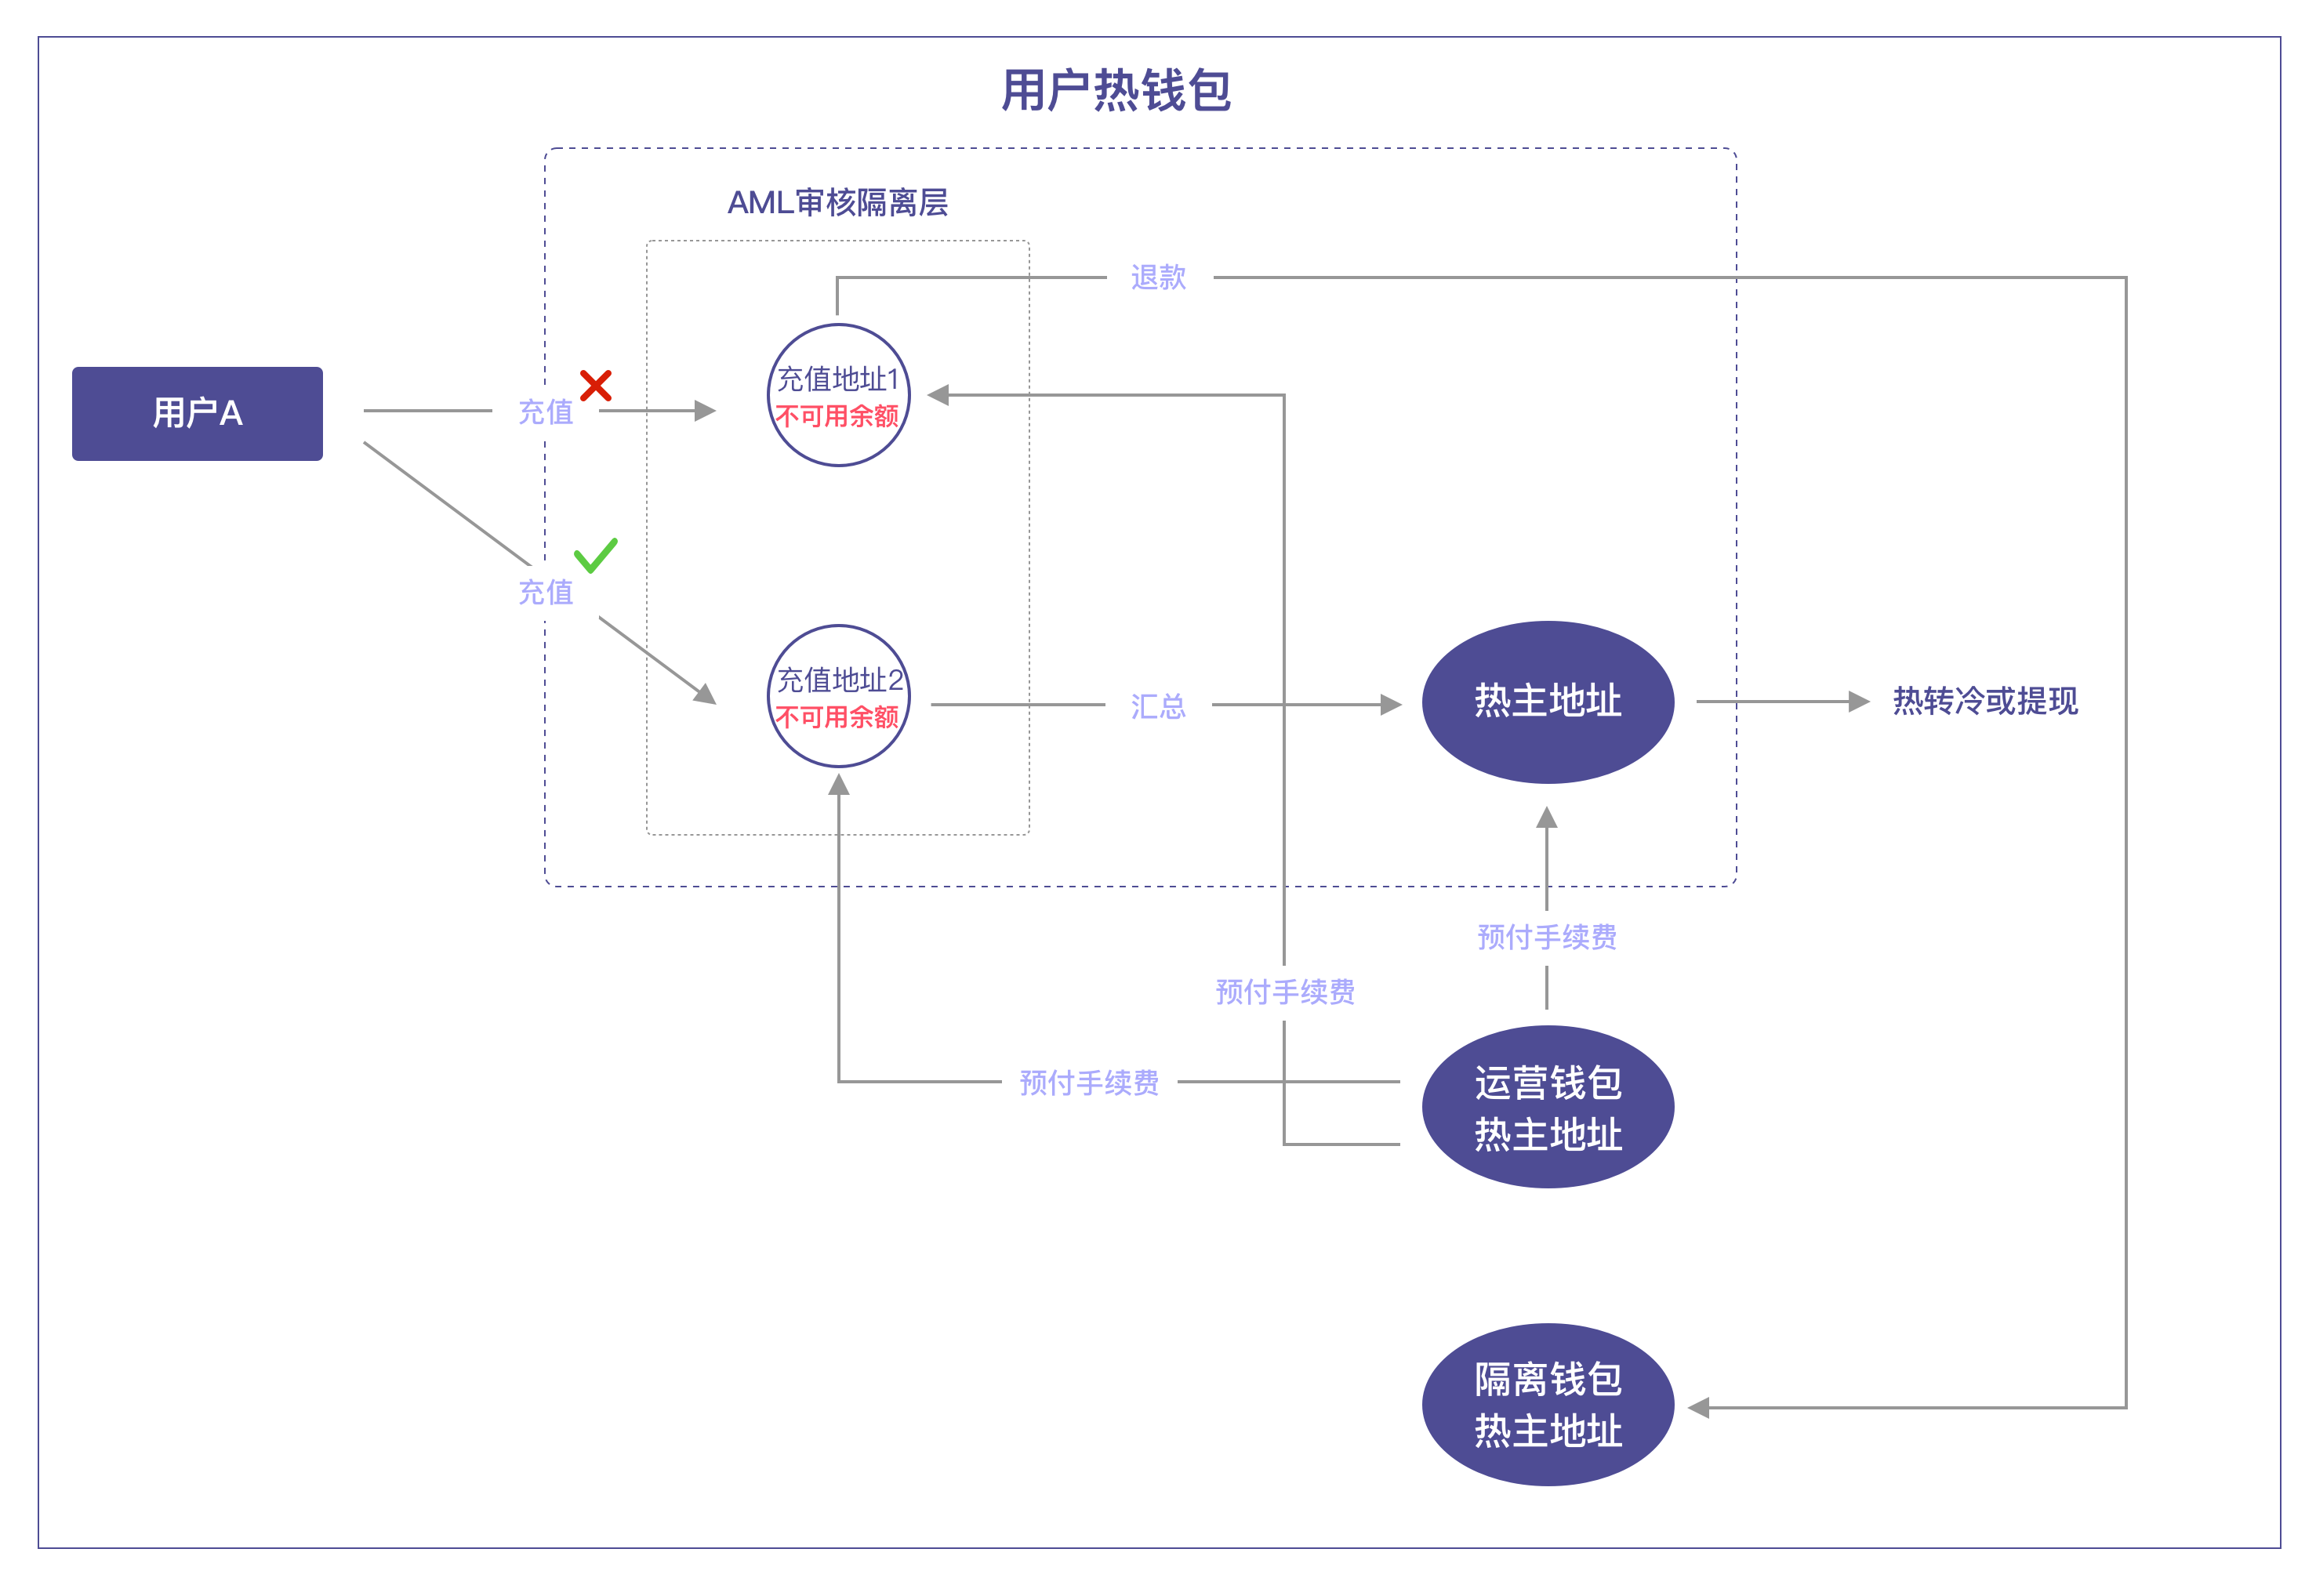 用户热钱包
AML审核隔离层
退款
用户A
充值
充值地址1
不可用余额
充值
充值地址2
不可用余额
汇总
热主地址
热转冷或提现
预付手续费
预付手续费
预付手续费
运营钱包
热主地址
隔离钱包
热主地址